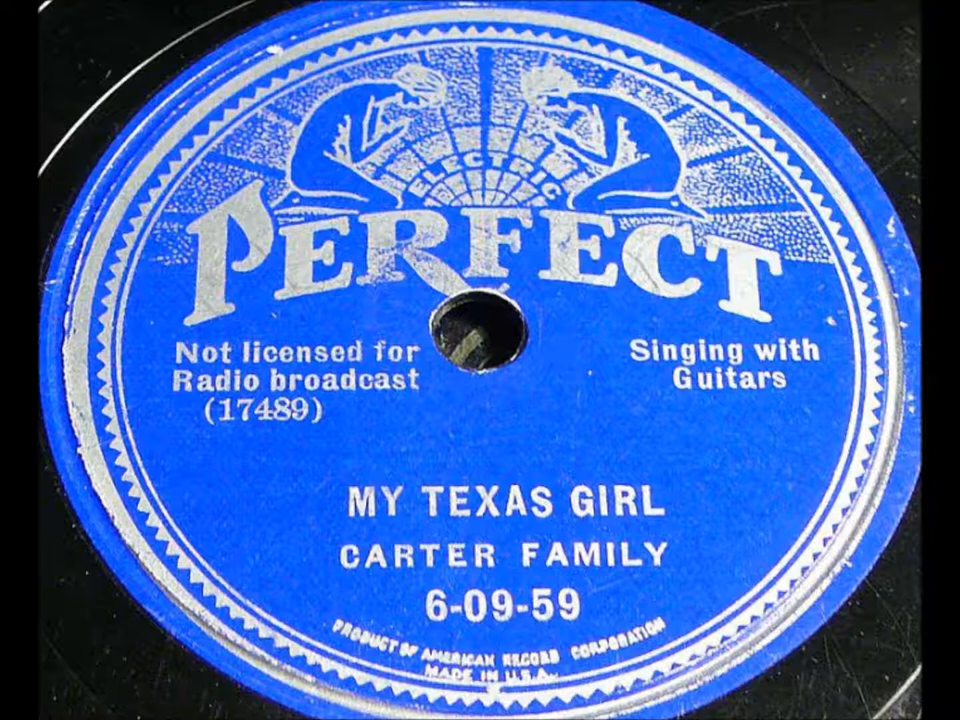 ELECTRIC
PERFECT
Not licensed for
Radio broadcast
(17489)
Singing with
Guitars
MY TEXAS GIRL
CARTER FAMILY
6-09-59
PRODUCT OF AMERICAN RECORD CORPORATION
MADE IN U.S.A.